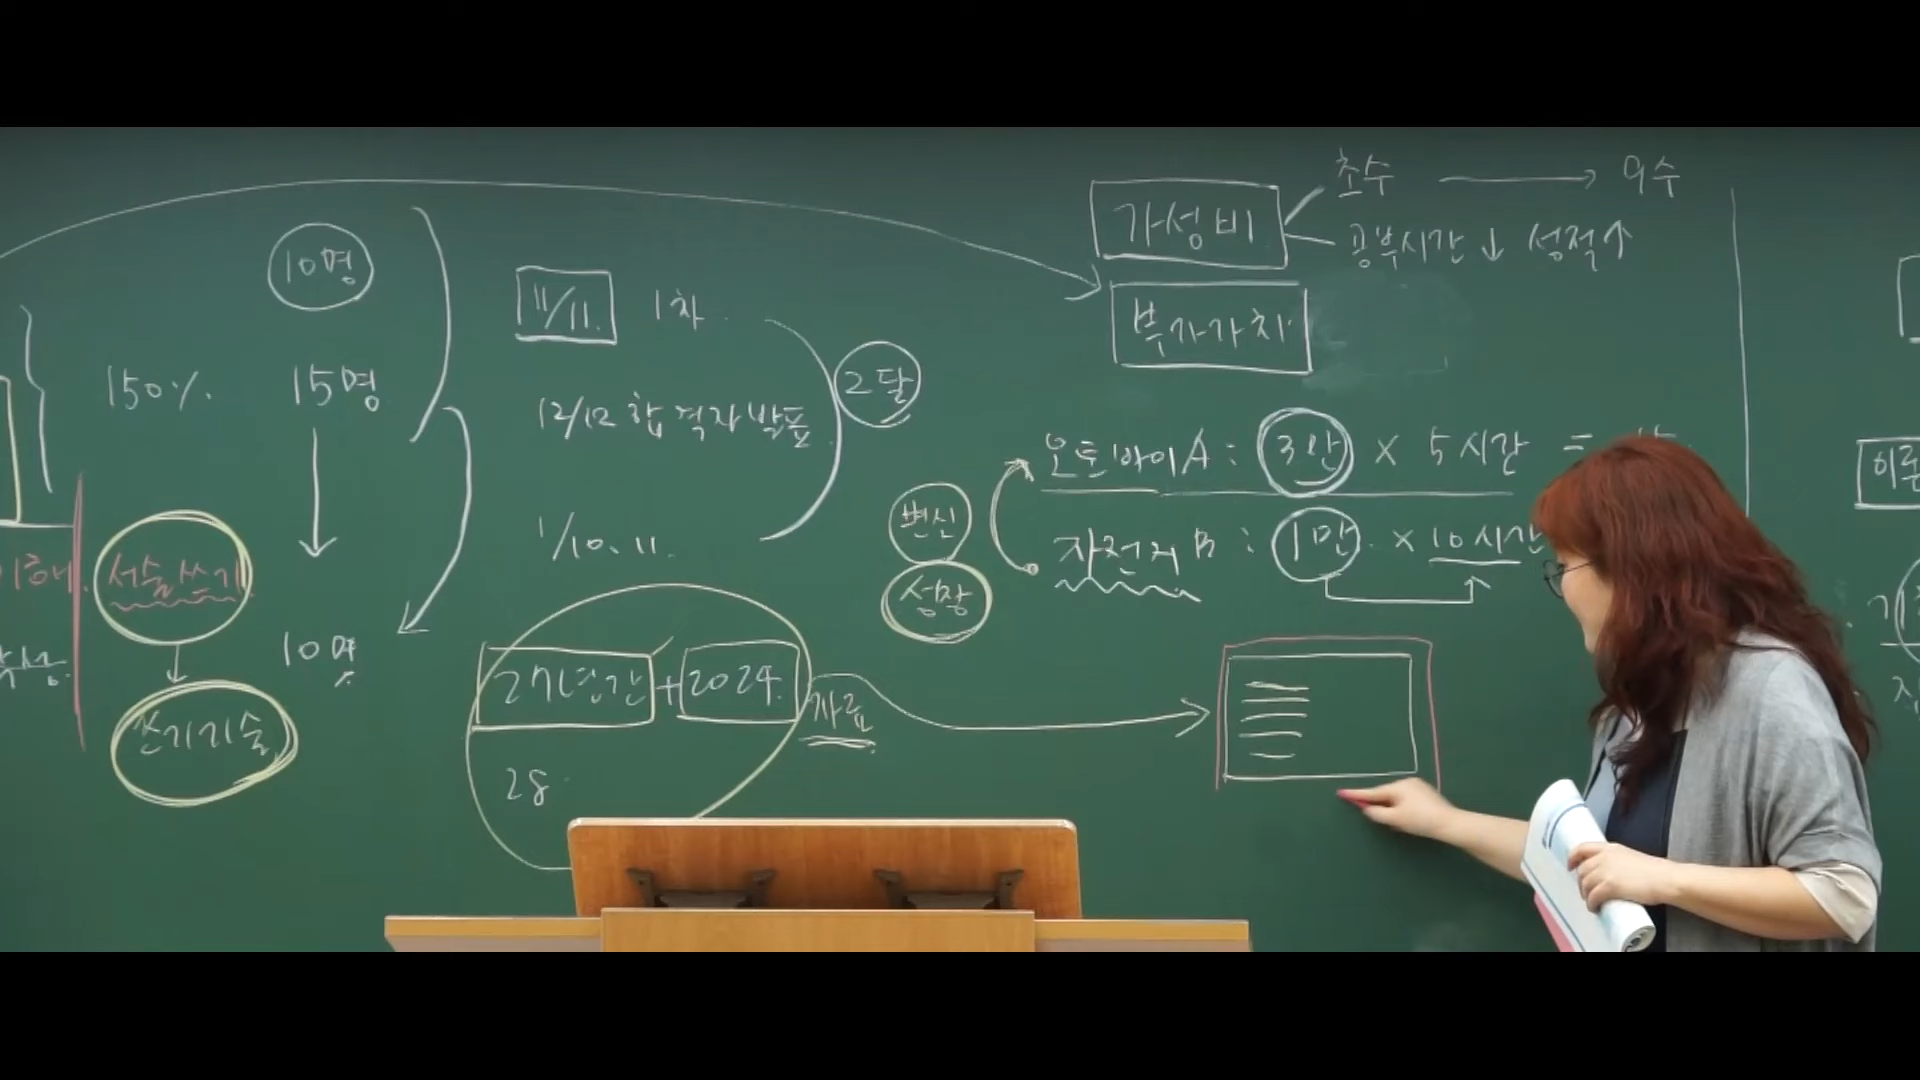 10명
150%. 15명
서술쓰기
10명
쓰기기술
11/11. 1차
12/12 합격자발표
1/10. 11.
2달
27년간 + 2024. 자료
28
가성비
초수 → 9수
공부시간↓ 성적↑
부가가치
오토바이A : 3만 × 5시간 =
자전거 B : 1만 × 10시간
변신
성장